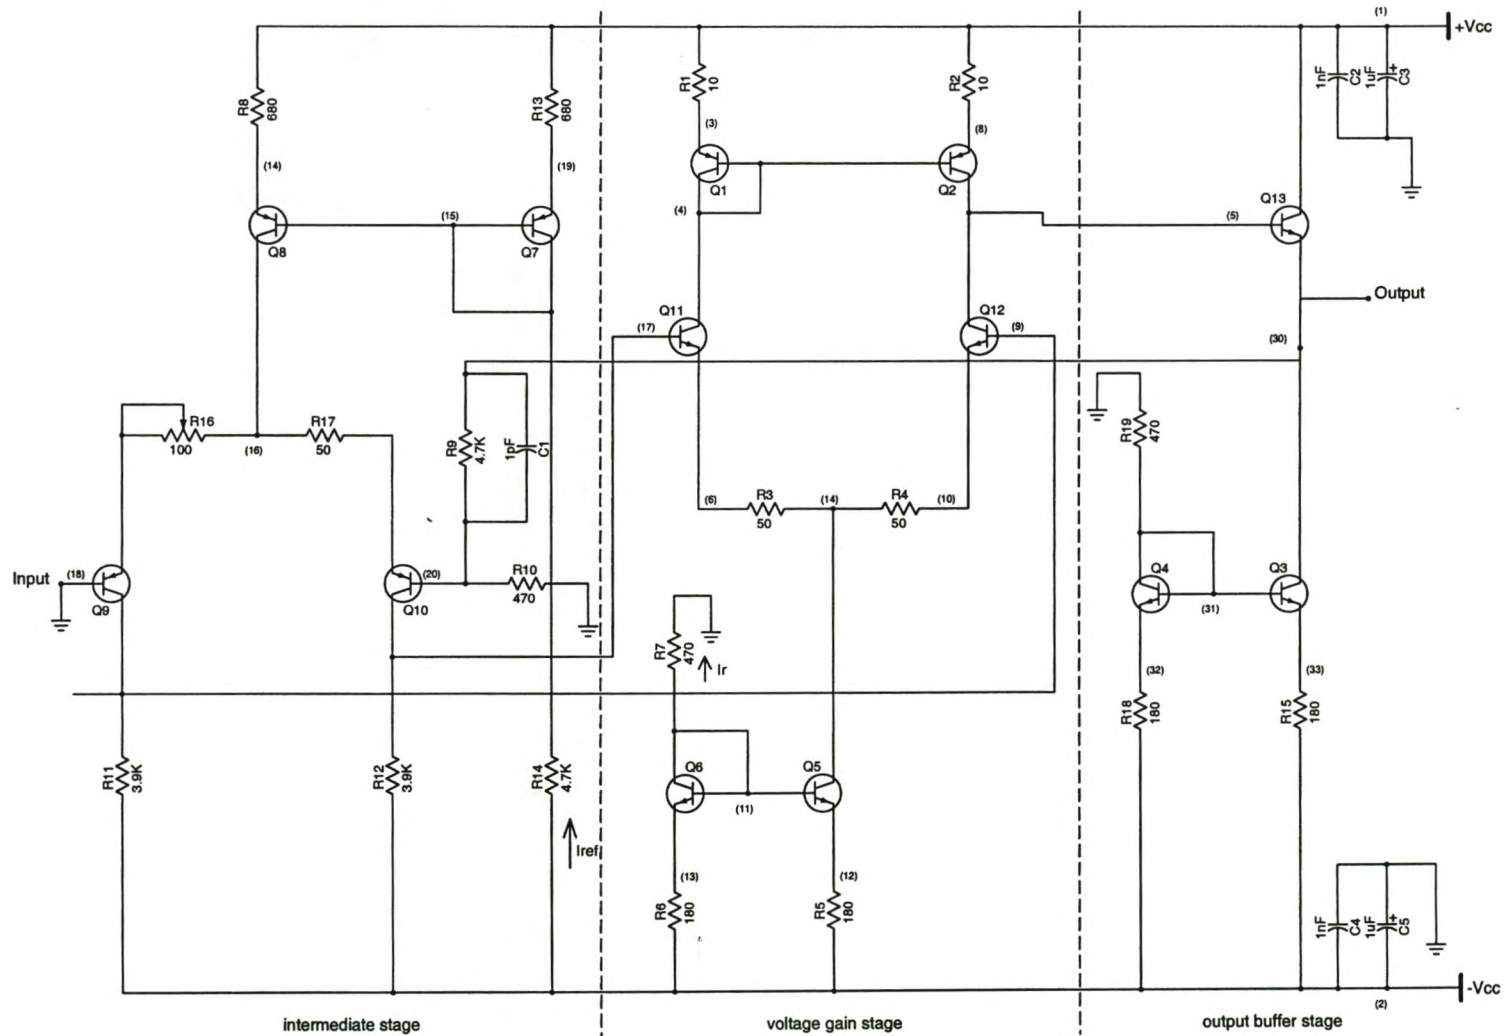 (1)
+Vcc
R8
680
R13
680
R1
10
R2
10
1nF
C2
1uF
+
C3
(3)
(8)
(14)
(19)
Q1
Q2
Q13
(15)
(4)
(5)
Q8
Q7
Output
Q11
Q12
(17)
(9)
(30)
R16
100
R17
50
(16)
R9
4.7K
1pF
C1
R19
470
(6)
R3
50
(14)
R4
50
(10)
Input
(18)
Q9
(20)
Q10
R10
470
Q4
Q3
(31)
R7
470
Ir
(32)
(33)
R18
180
R15
180
R11
3.9K
R12
3.9K
R14
4.7K
Q6
Q5
(11)
Iref
(13)
(12)
R6
180
R5
180
1nF
C4
1uF
+
C5
-Vcc
(2)
intermediate stage
voltage gain stage
output buffer stage